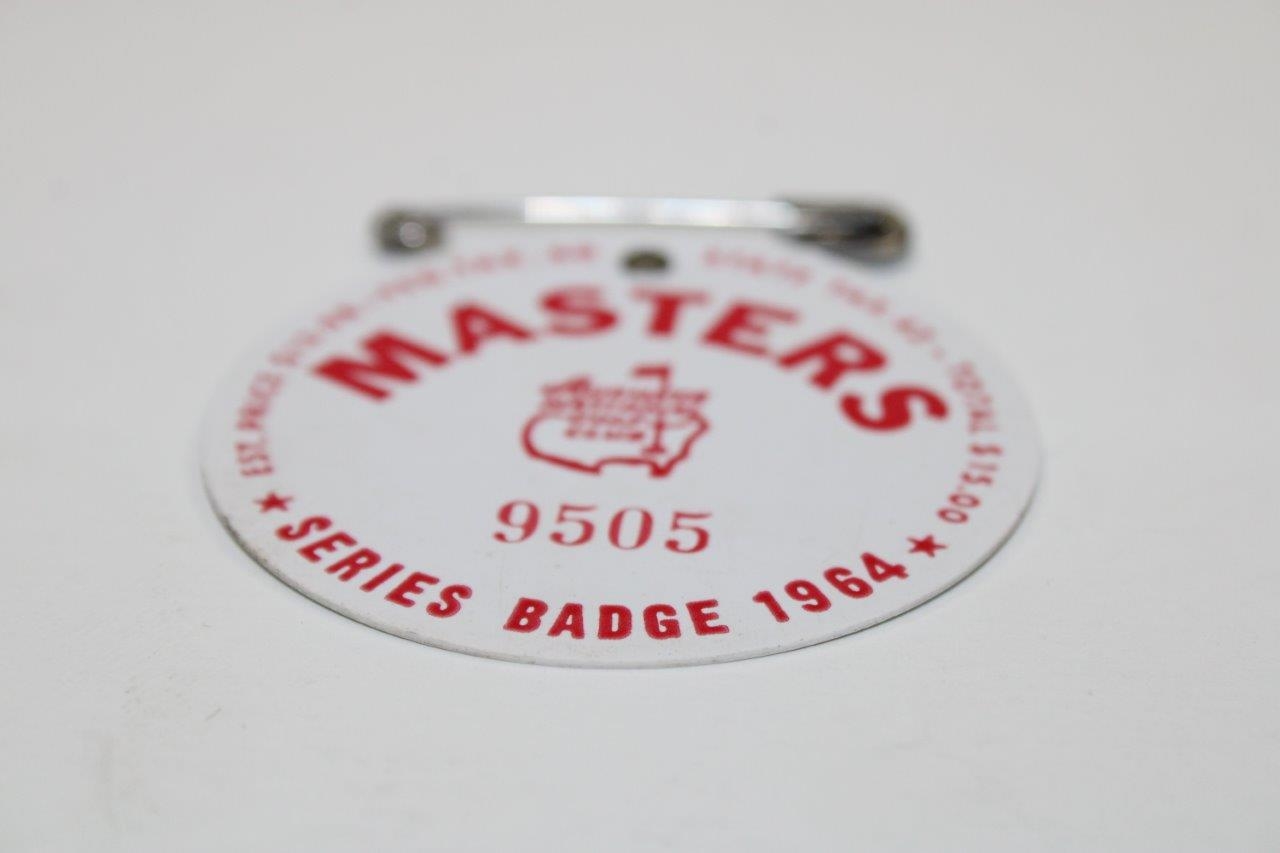 EST. PRICE
TOTAL $15.00
MASTERS
9505
★ SERIES BADGE 1964 ★